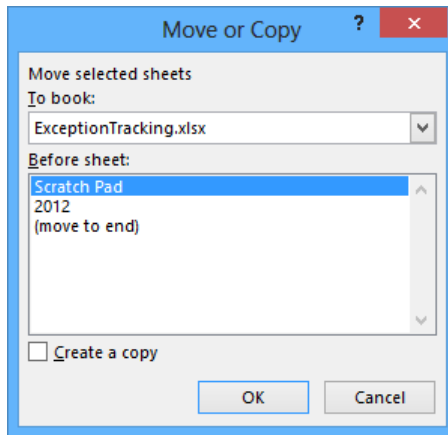 Move or Copy
?
Move selected sheets
To book:
ExceptionTracking.xlsx
Before sheet:
Scratch Pad
2012
(move to end)
Create a copy
OK Cancel